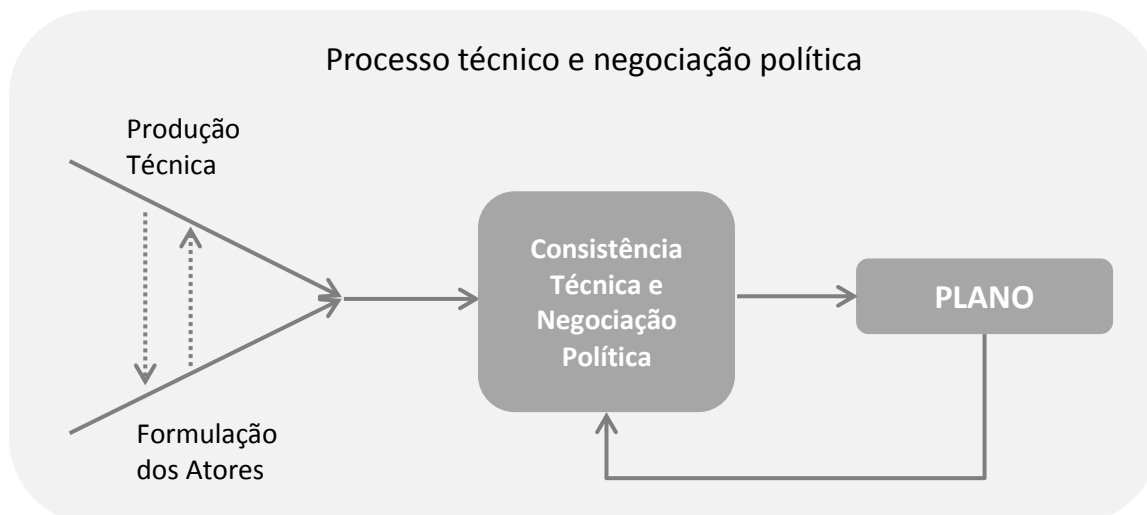 Processo técnico e negociação política
Produção
Técnica
Consistência
Técnica e
Negociação
Política
PLANO
Formulação
dos Atores